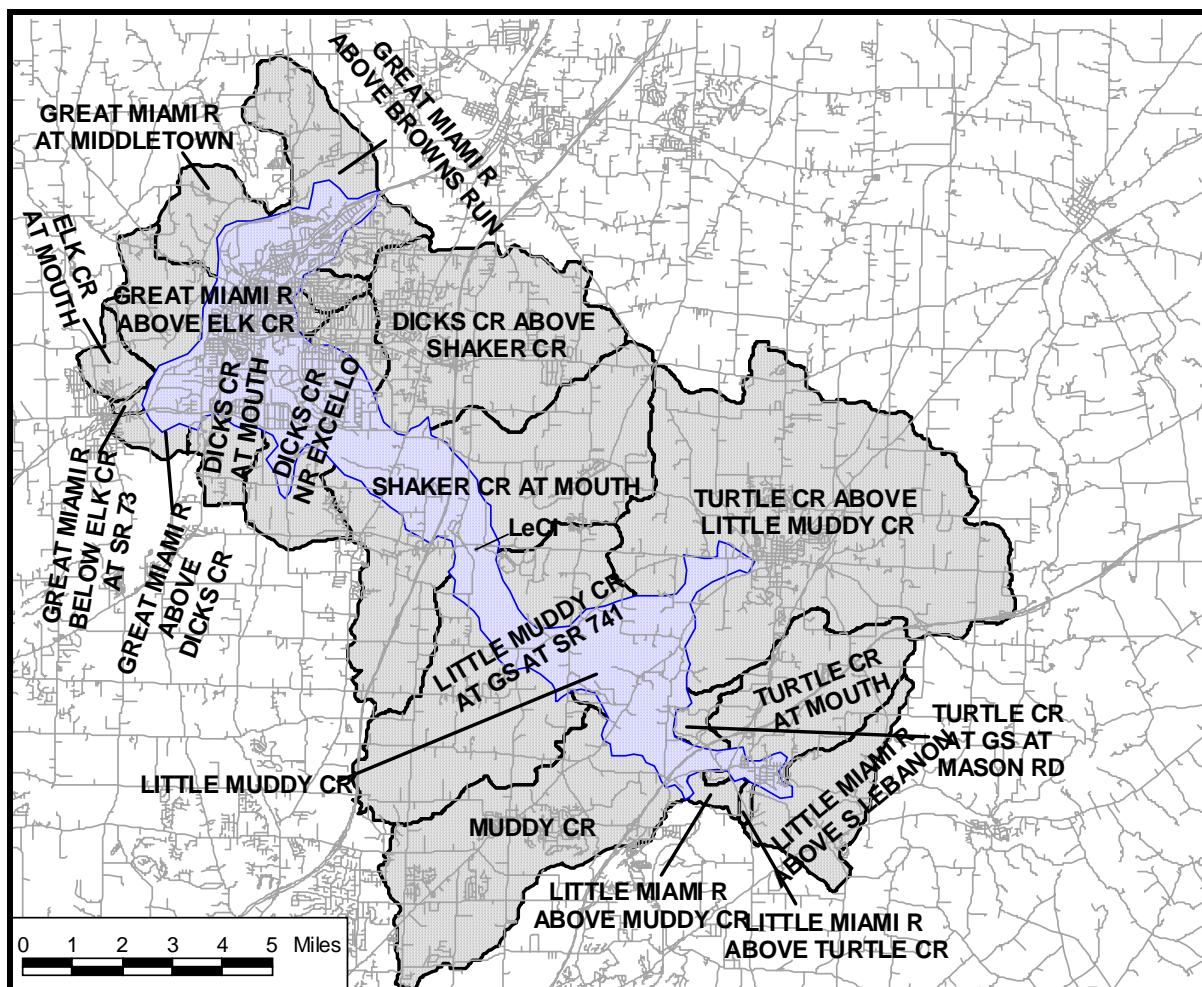 GREAT MIAMI R
ABOVE BROWNS RUN
GREAT MIAMI R
AT MIDDLETOWN
ELK CR
AT MOUTH
GREAT MIAMI R
ABOVE ELK CR
DICKS CR ABOVE
SHAKER CR
DICKS CR
AT MOUTH
DICKS CR
NR EXCELLO
SHAKER CR AT MOUTH
TURTLE CR ABOVE
LITTLE MUDDY CR
LeCl
GREAT MIAMI R
BELOW ELK CR
AT SR 73
GREAT MIAMI R
ABOVE
DICKS CR
LITTLE MUDDY CR
AT GS AT SR 741
TURTLE CR
AT MOUTH
TURTLE CR
AT GS AT
MASON RD
LITTLE MUDDY CR
LITTLE MIAMI R
ABOVE S LEBANON
MUDDY CR
LITTLE MIAMI R
ABOVE MUDDY CR
LITTLE MIAMI R
ABOVE TURTLE CR
0 1 2 3 4 5 Miles